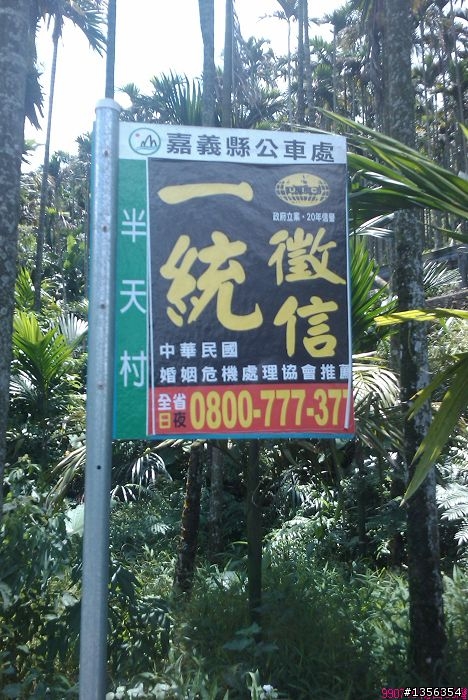 嘉義縣公車處
半天村
一統
徵信
U.I.C
政府立案·20年信譽
中華民國
婚姻危機處理協會推薦
全省
日夜
0800-777-377
#1356354